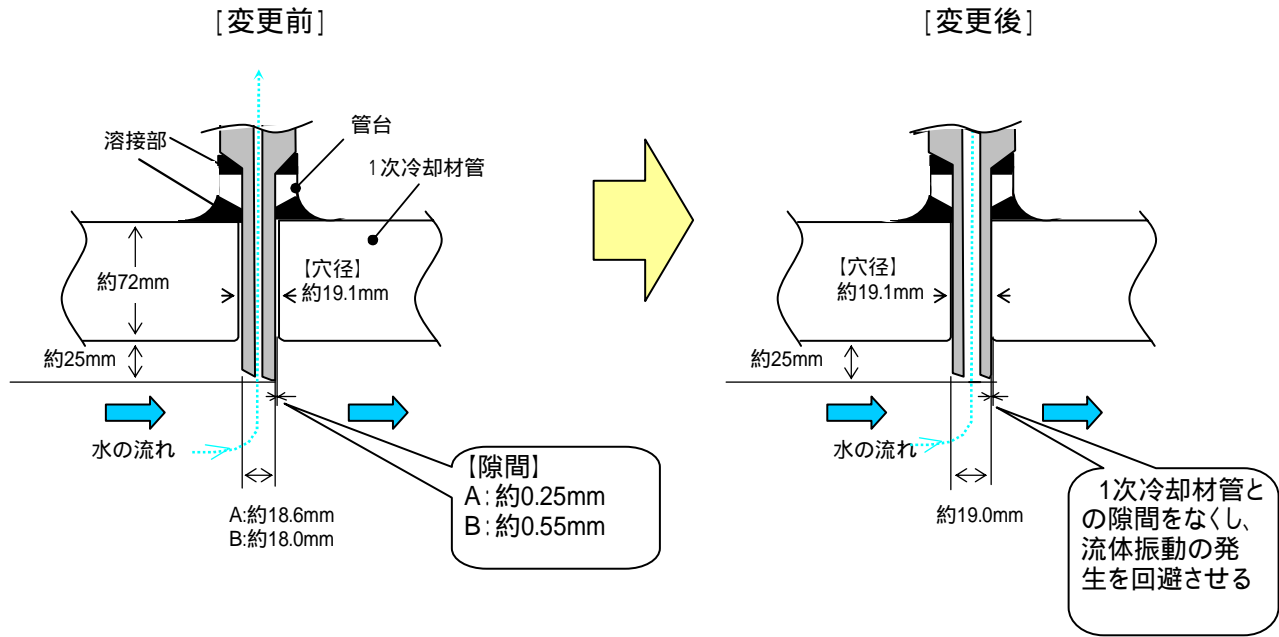 [変更前]
溶接部
管台
1次冷却材管
約72mm
【穴径】
約19.1mm
約25mm
水の流れ
A:約18.6mm
B:約18.0mm
【隙間】
A:約0.25mm
B:約0.55mm
[変更後]
【穴径】
約19.1mm
約25mm
水の流れ
約19.0mm
1次冷却材管と
の隙間をなくし、
流体振動の発
生を回避させる